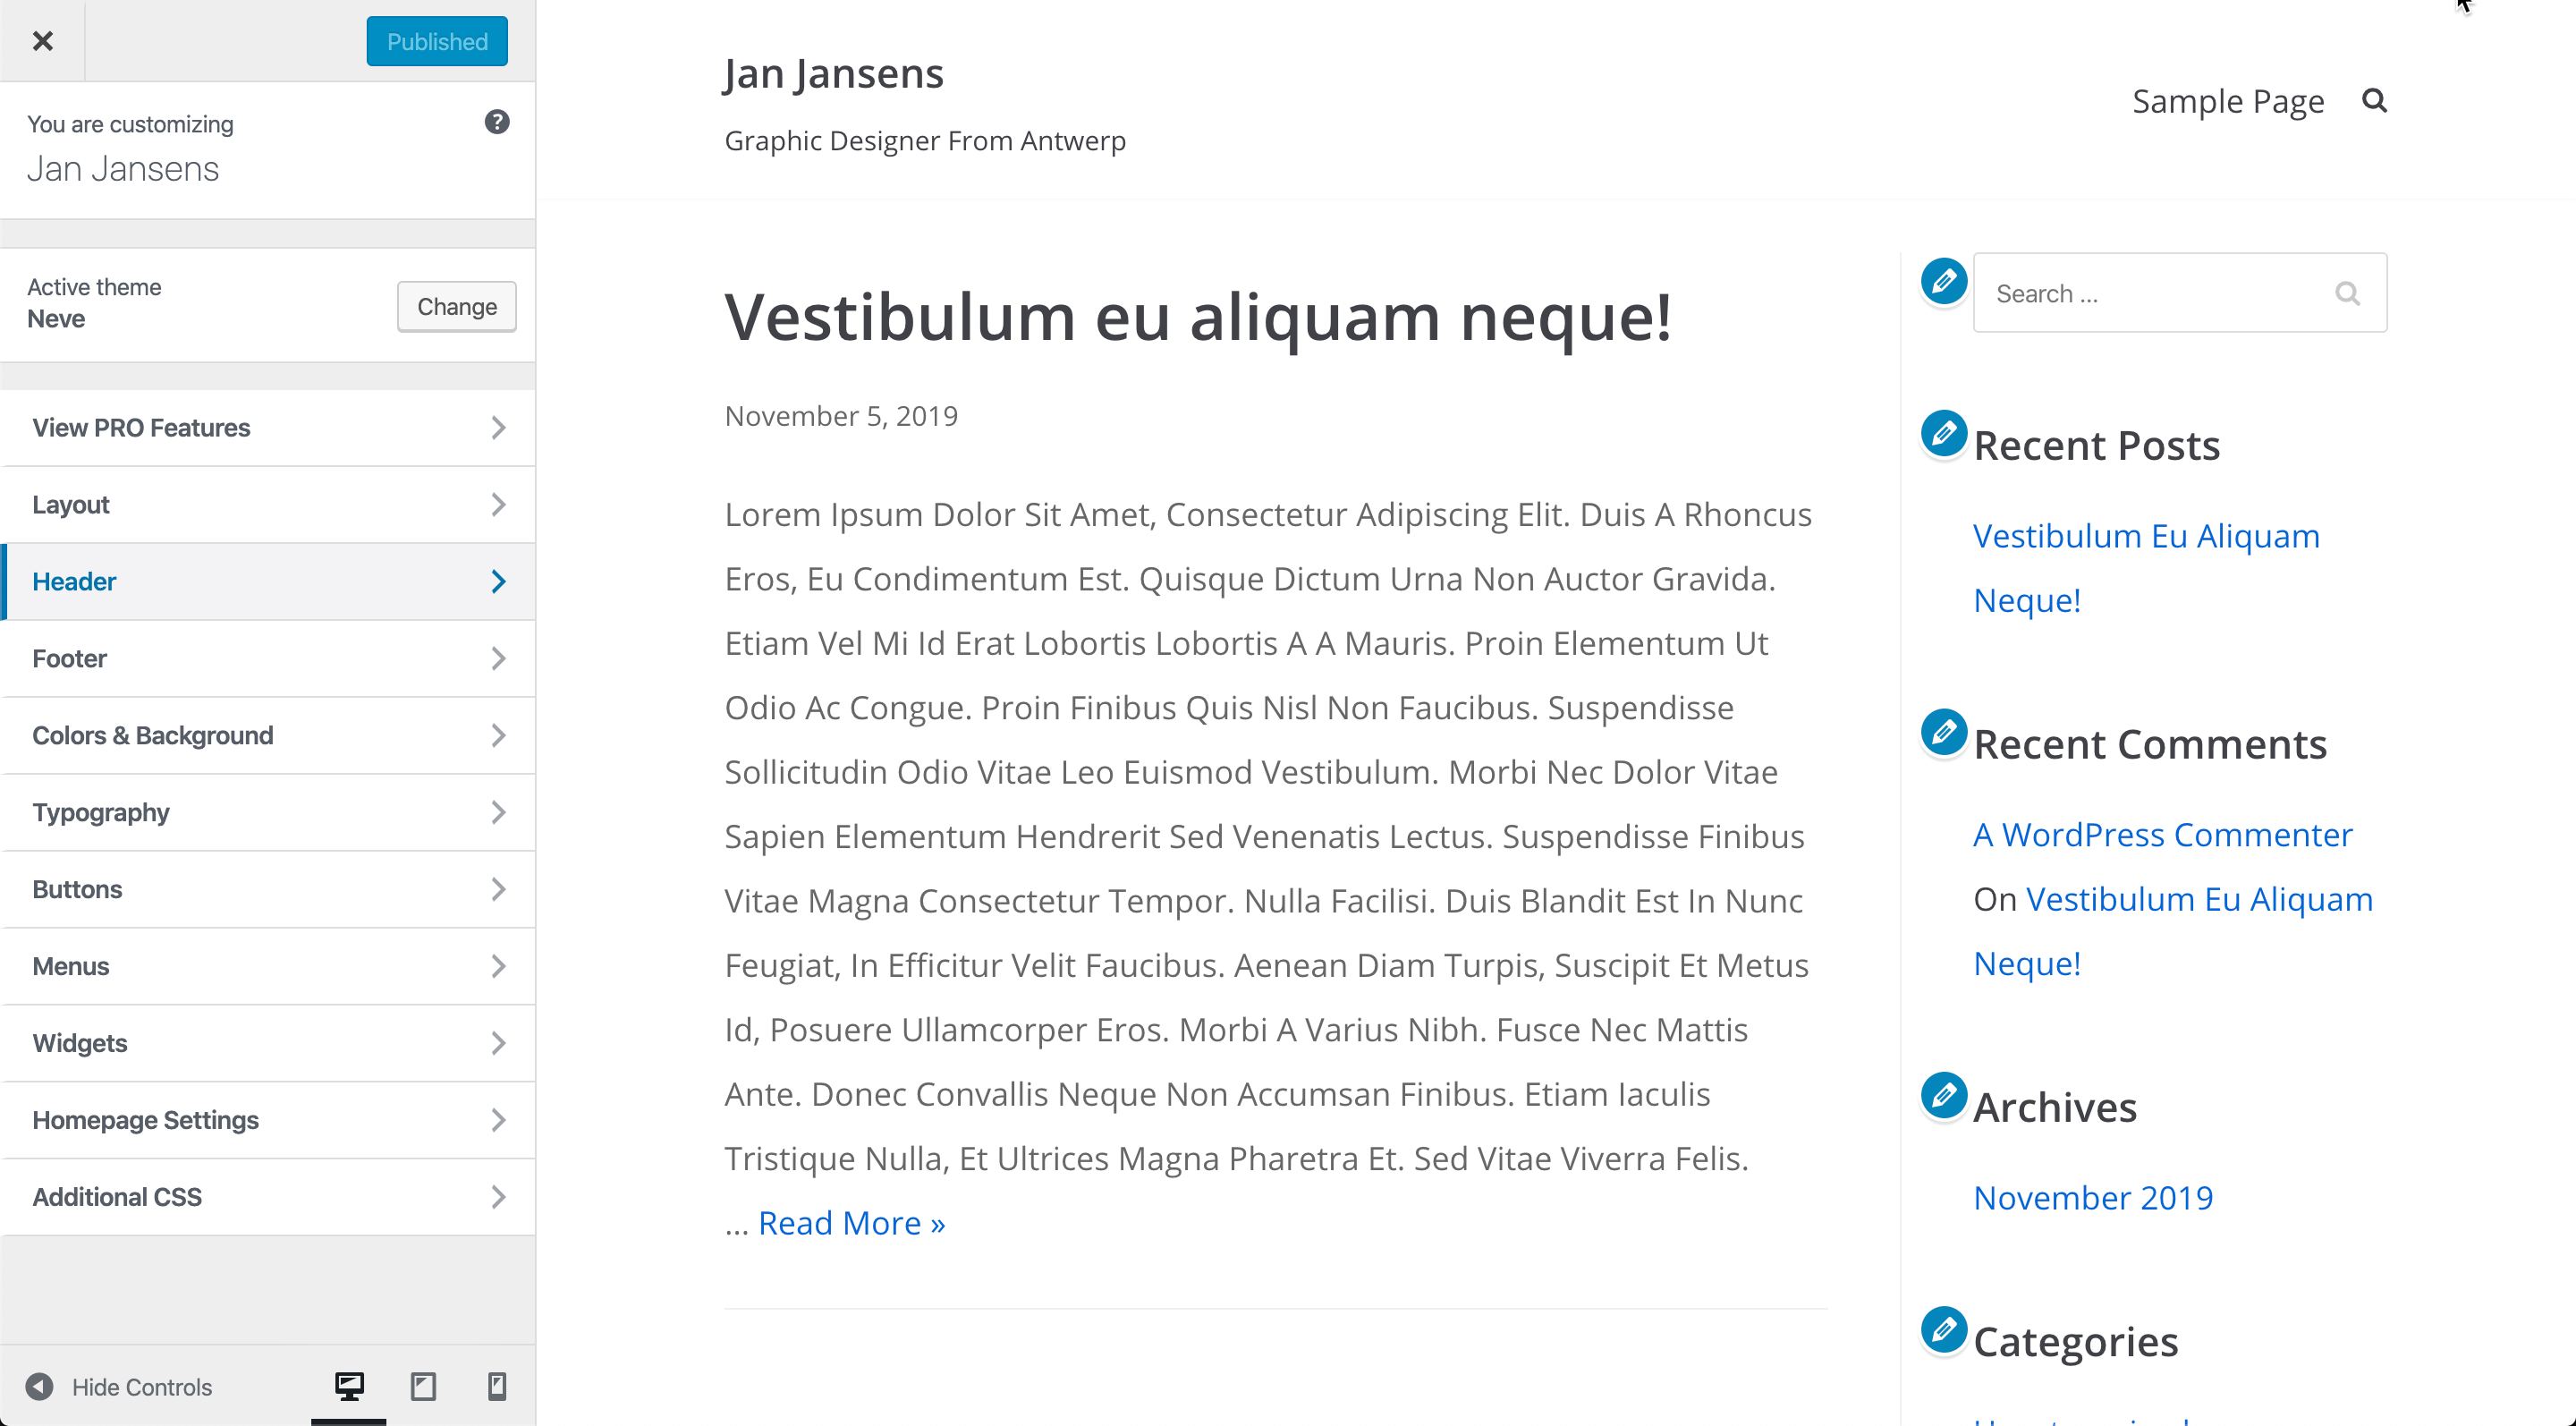 Published
You are customizing
Jan Jansens
Active theme
Neve
Change
View PRO Features
Layout
Header
Footer
Colors & Background
Typography
Buttons
Menus
Widgets
Homepage Settings
Additional CSS
Hide Controls
Jan Jansens
Graphic Designer From Antwerp
Sample Page
Vestibulum eu aliquam neque!
November 5, 2019
Lorem Ipsum Dolor Sit Amet, Consectetur Adipiscing Elit. Duis A Rhoncus
Eros, Eu Condimentum Est. Quisque Dictum Urna Non Auctor Gravida.
Etiam Vel Mi Id Erat Lobortis Lobortis A A Mauris. Proin Elementum Ut
Odio Ac Congue. Proin Finibus Quis Nisl Non Faucibus. Suspendisse
Sollicitudin Odio Vitae Leo Euismod Vestibulum. Morbi Nec Dolor Vitae
Sapien Elementum Hendrerit Sed Venenatis Lectus. Suspendisse Finibus
Vitae Magna Consectetur Tempor. Nulla Facilisi. Duis Blandit Est In Nunc
Feugiat, In Efficitur Velit Faucibus. Aenean Diam Turpis, Suscipit Et Metus
Id, Posuere Ullamcorper Eros. Morbi A Varius Nibh. Fusce Nec Mattis
Ante. Donec Convallis Neque Non Accumsan Finibus. Etiam Iaculis
Tristique Nulla, Et Ultrices Magna Pharetra Et. Sed Vitae Viverra Felis.
... Read More »
Search ...
Recent Posts
Vestibulum Eu Aliquam
Neque!
Recent Comments
A WordPress Commenter
On Vestibulum Eu Aliquam
Neque!
Archives
November 2019
Categories